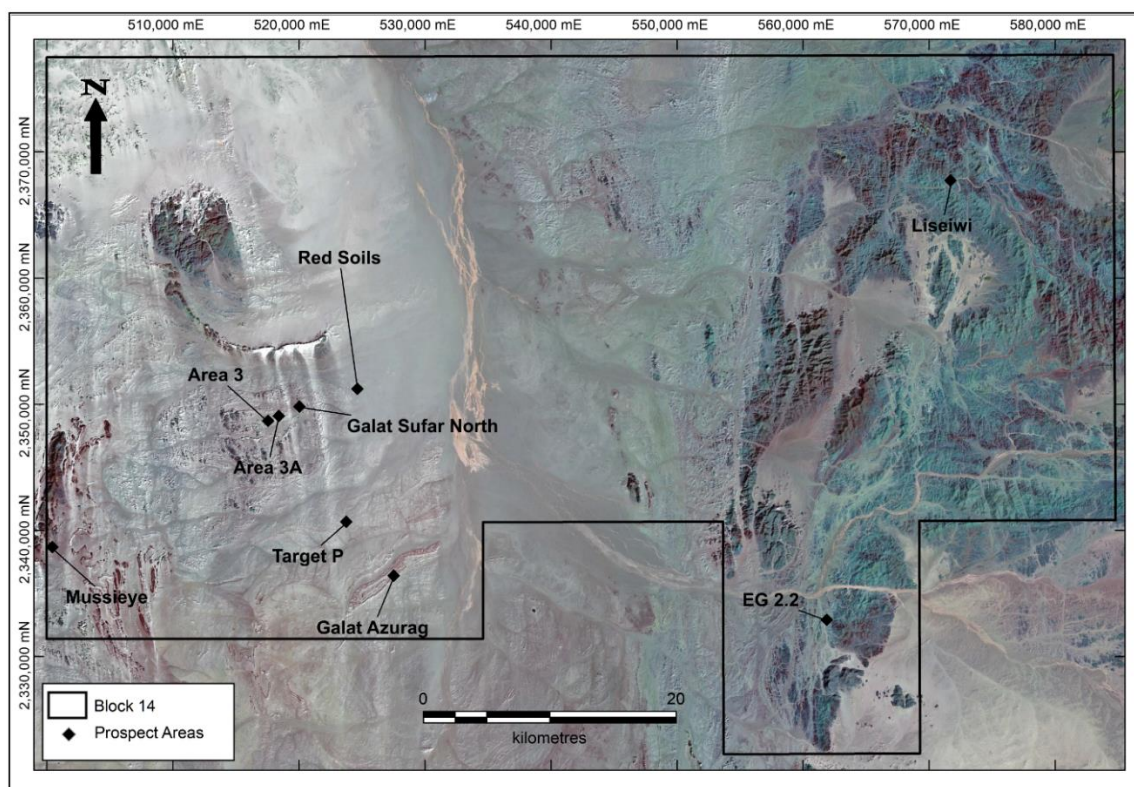 510,000 mE
520,000 mE
530,000 mE
540,000 mE
550,000 mE
560,000 mE
570,000 mE
580,000 mE
N
2,370,000 mN
Liseiwi
Red Soils
2,360,000 mN
Area 3
2,350,000 mN
Galat Sufar North
Area 3A
2,340,000 mN
Target P
Mussieye
EG 2.2
Galat Azurag
2,330,000 mN
Block 14
Prospect Areas
0
20
kilometres